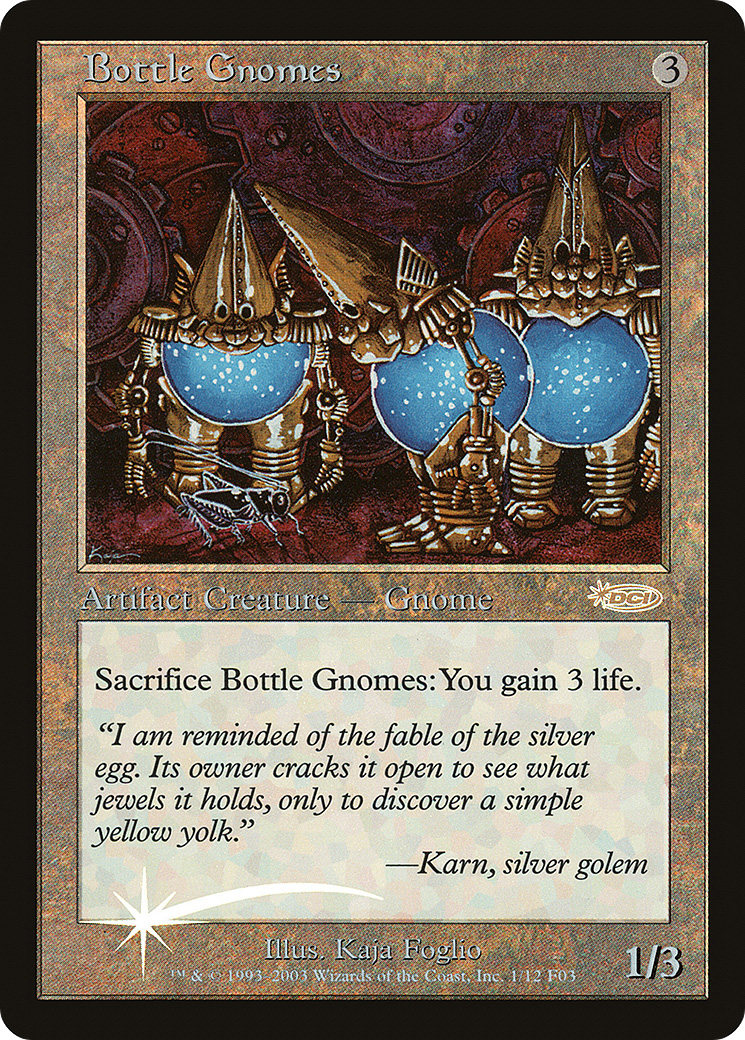 Bottle Gnomes
3
Kaja
Artifact Creature — Gnome
DCI
Sacrifice Bottle Gnomes: You gain 3 life.
“I am reminded of the fable of the silver
egg. Its owner cracks it open to see what
jewels it holds, only to discover a simple
yellow yolk.”
—Karn, silver golem
Illus. Kaja Foglio
™ & © 1993–2003 Wizards of the Coast, Inc. 1/12 F03
1/3